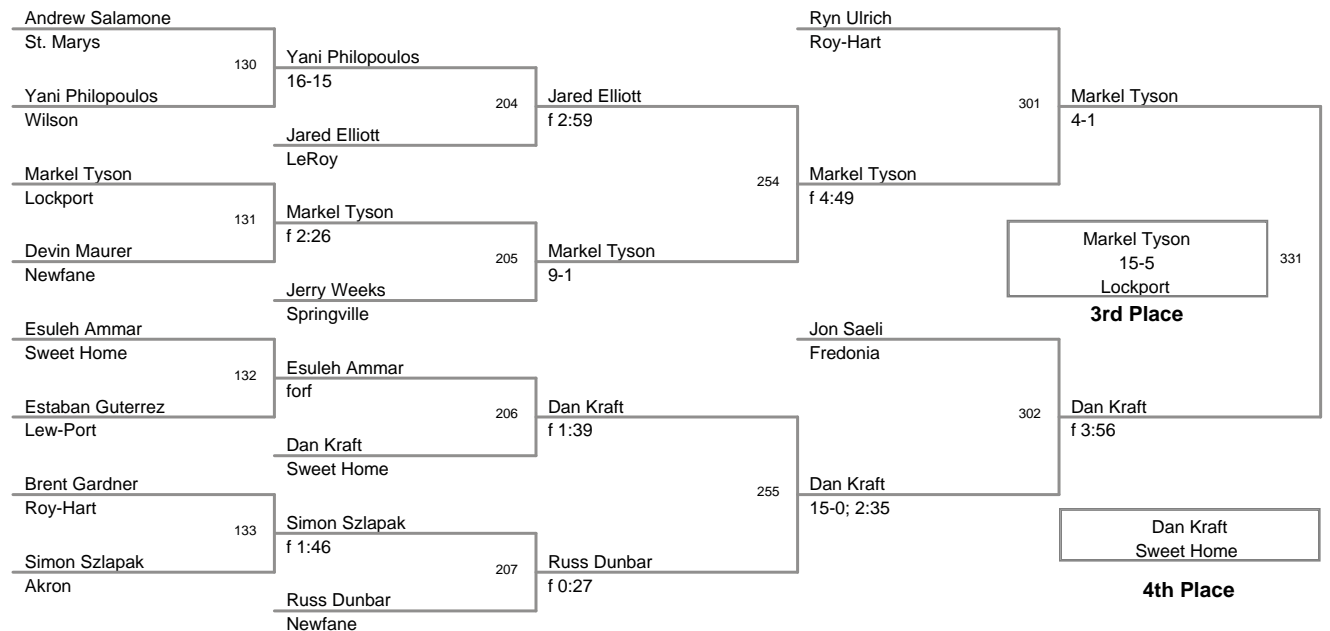 Andrew Salamone
St. Marys
130
Yani Philopoulos
Wilson
Markel Tyson
Lockport
131
Devin Maurer
Newfane
Esuleh Ammar
Sweet Home
132
Estaban Guterrez
Lew-Port
Brent Gardner
Roy-Hart
133
Simon Szlapak
Akron
Yani Philopoulos
16-15
204
Jared Elliott
LeRoy
Markel Tyson
f 2:26
205
Jerry Weeks
Springville
Esuleh Ammar
forf
206
Dan Kraft
Sweet Home
Simon Szlapak
f 1:46
207
Russ Dunbar
Newfane
Jared Elliott
f 2:59
254
Markel Tyson
9-1
Dan Kraft
f 1:39
255
Russ Dunbar
f 0:27
Ryn Ulrich
Roy-Hart
301
Markel Tyson
f 4:49
Jon Saeli
Fredonia
302
Dan Kraft
15-0; 2:35
Markel Tyson
4-1
Markel Tyson
15-5
Lockport
331
3rd Place
Dan Kraft
f 3:56
Dan Kraft
Sweet Home
4th Place